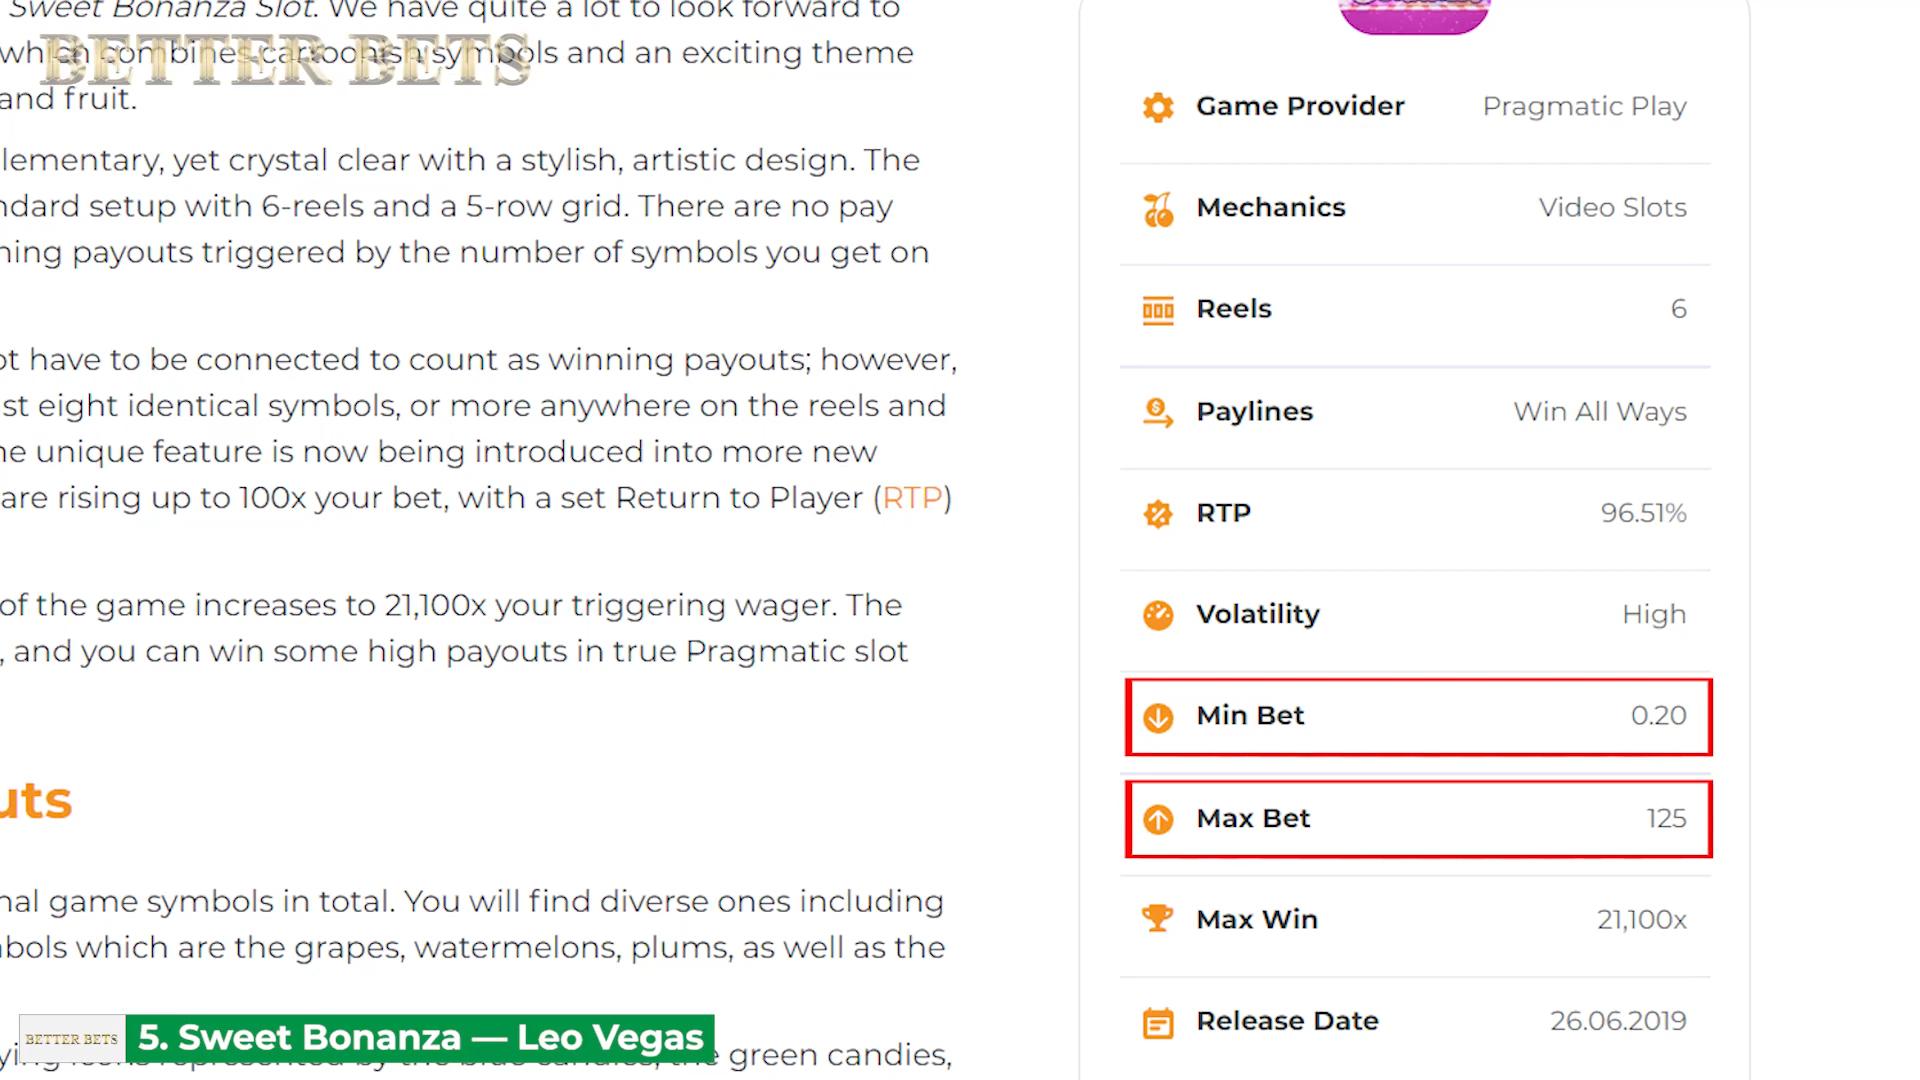 Sweet Bonanza Slot. We have quite a lot to look forward to
which combines cartoonish symbols and an exciting theme
and fruit.
BETTER BETS
lementary, yet crystal clear with a stylish, artistic design. The
ndard setup with 6-reels and a 5-row grid. There are no pay
ning payouts triggered by the number of symbols you get on
ot have to be connected to count as winning payouts; however,
st eight identical symbols, or more anywhere on the reels and
ne unique feature is now being introduced into more new
are rising up to 100x your bet, with a set Return to Player (RTP)
of the game increases to 21,100x your triggering wager. The
, and you can win some high payouts in true Pragmatic slot
uts
nal game symbols in total. You will find diverse ones including
mbols which are the grapes, watermelons, plums, as well as the
green candies,
BETTER BETS
5. Sweet Bonanza — Leo Vegas
Game Provider Pragmatic Play
Mechanics Video Slots
Reels 6
Paylines Win All Ways
RTP 96.51%
Volatility High
Min Bet 0.20
Max Bet 125
Max Win 21,100x
Release Date 26.06.2019